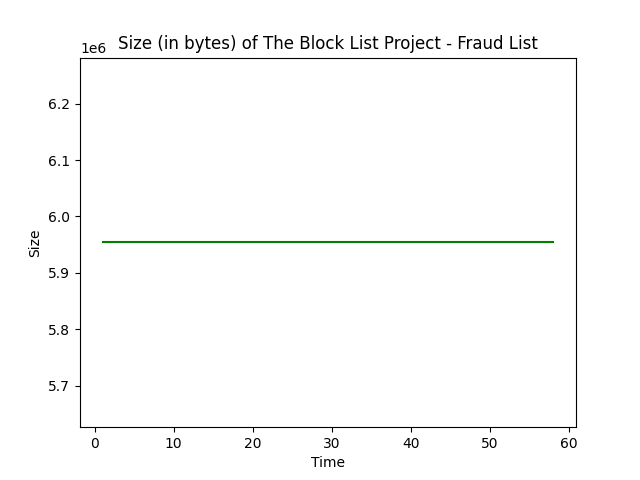 Size (in bytes) of The Block List Project - Fraud List
1e6
6.2
6.1
6.0
5.9
5.8
5.7
Size
0 10 20 30 40 50 60
Time